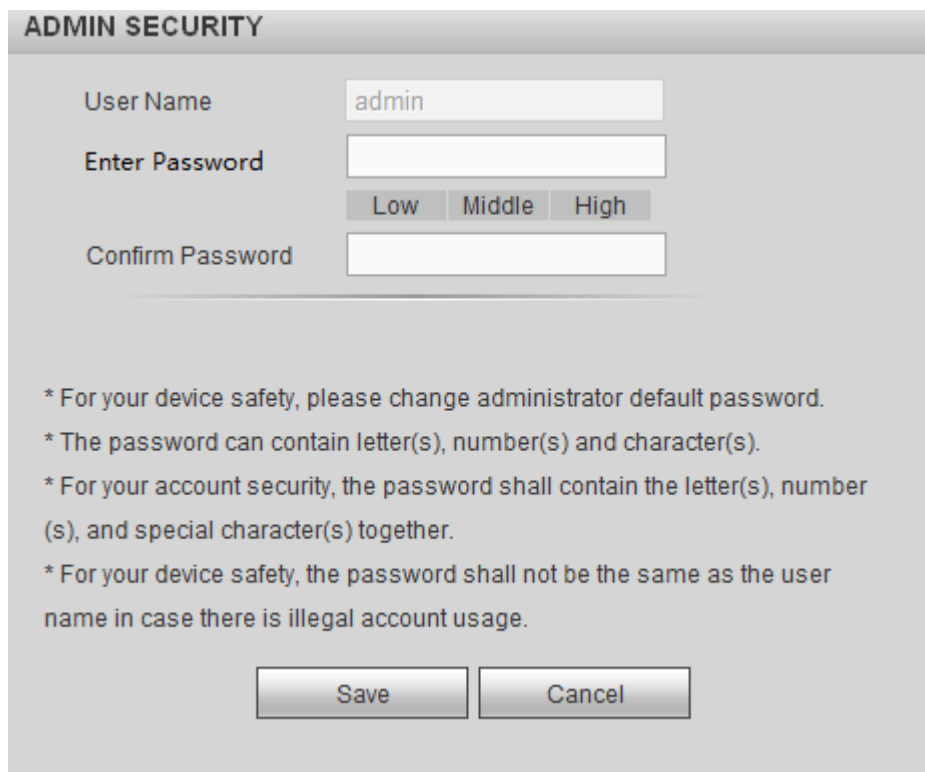 ADMIN SECURITY
User Name admin
Enter Password
Low Middle High
Confirm Password
* For your device safety, please change administrator default password.
* The password can contain letter(s), number(s) and character(s).
* For your account security, the password shall contain the letter(s), number
(s), and special character(s) together.
* For your device safety, the password shall not be the same as the user
name in case there is illegal account usage.
Save Cancel